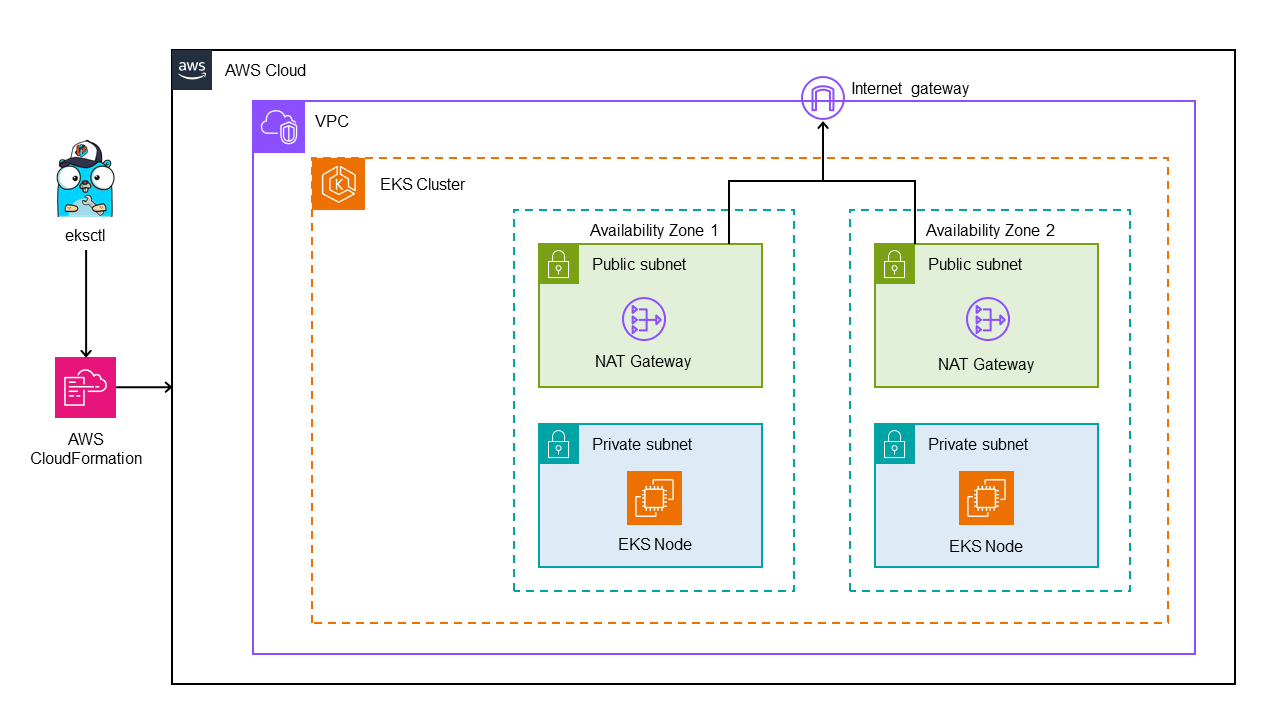 aws
AWS Cloud
Internet gateway
VPC
EKS Cluster
K
eksctl
Availability Zone 1
Availability Zone 2
Public subnet
Public subnet
NAT Gateway
NAT Gateway
AWS
CloudFormation
Private subnet
Private subnet
EKS Node
EKS Node